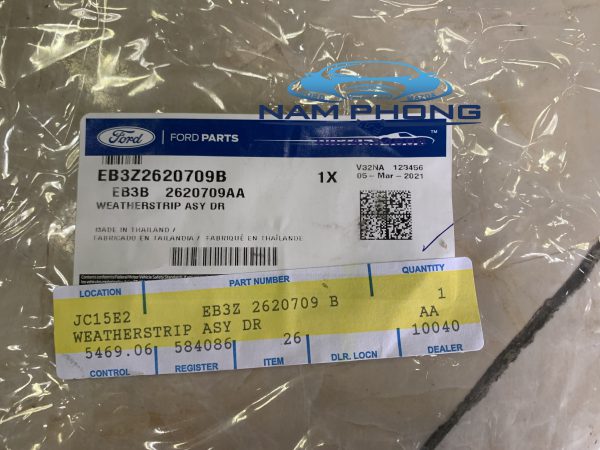 NAM PHONG
Ford
FORD PARTS
EB3Z2620709B 1X
EB3B 2620709AA
WEATHERSTRIP ASY DR
V32NA 123456
05-Mar-2021
MADE IN THAILAND /
FABRICADO EN TAILANDIA / FABRIQUÉ EN THAÏLANDE
LOCATION PART NUMBER QUANTITY
JC15E2 EB3Z 2620709 B 1
WEATHERSTRIP ASY DR AA
5469.06 584086 26 10040
CONTROL REGISTER ITEM DLR. LOCN DEALER